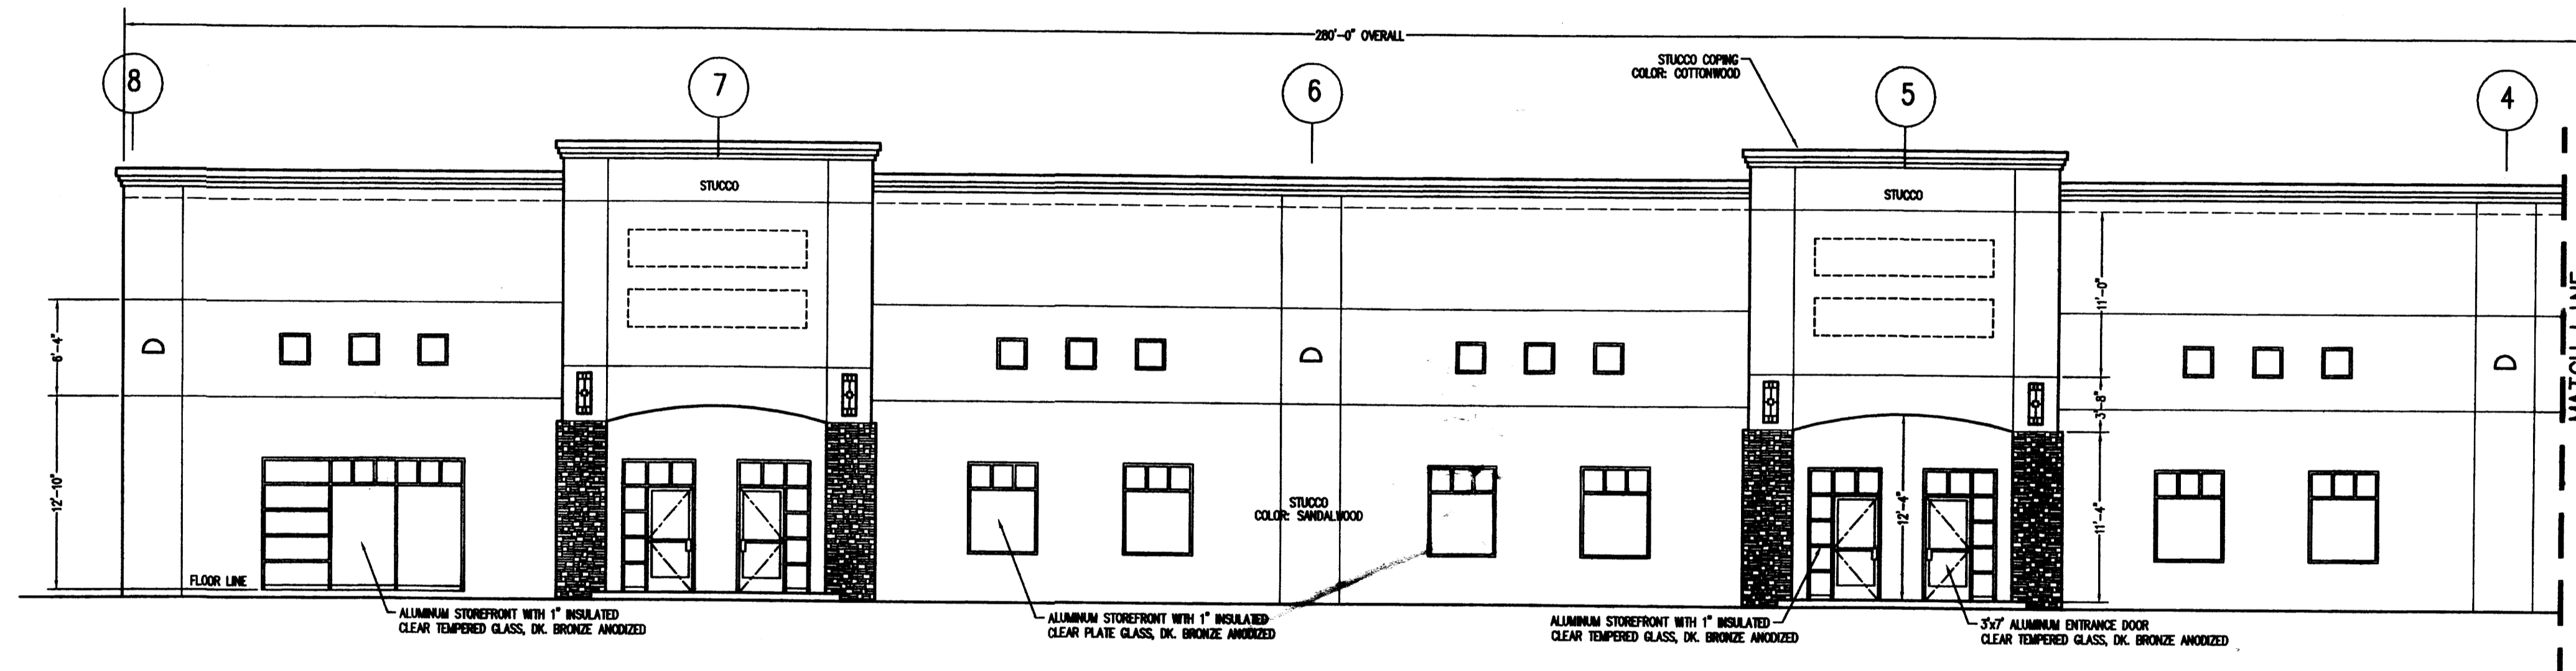 280'-0" OVERALL
STUCCO COPING
COLOR: COTTONWOOD
8
7
6
5
4
STUCCO
STUCCO
11'-0"
6'-4"
D
D
D
3'-8"
MATCH LINE
12'-10"
12'-4"
11'-4"
STUCCO
COLOR: SANDALWOOD
FLOOR LINE
ALUMINUM STOREFRONT WITH 1" INSULATED
CLEAR TEMPERED GLASS, DK. BRONZE ANODIZED
ALUMINUM STOREFRONT WITH 1" INSULATED
CLEAR PLATE GLASS, DK. BRONZE ANODIZED
ALUMINUM STOREFRONT WITH 1" INSULATED
CLEAR TEMPERED GLASS, DK. BRONZE ANODIZED
3'x7' ALUMINUM ENTRANCE DOOR
CLEAR TEMPERED GLASS, DK. BRONZE ANODIZED